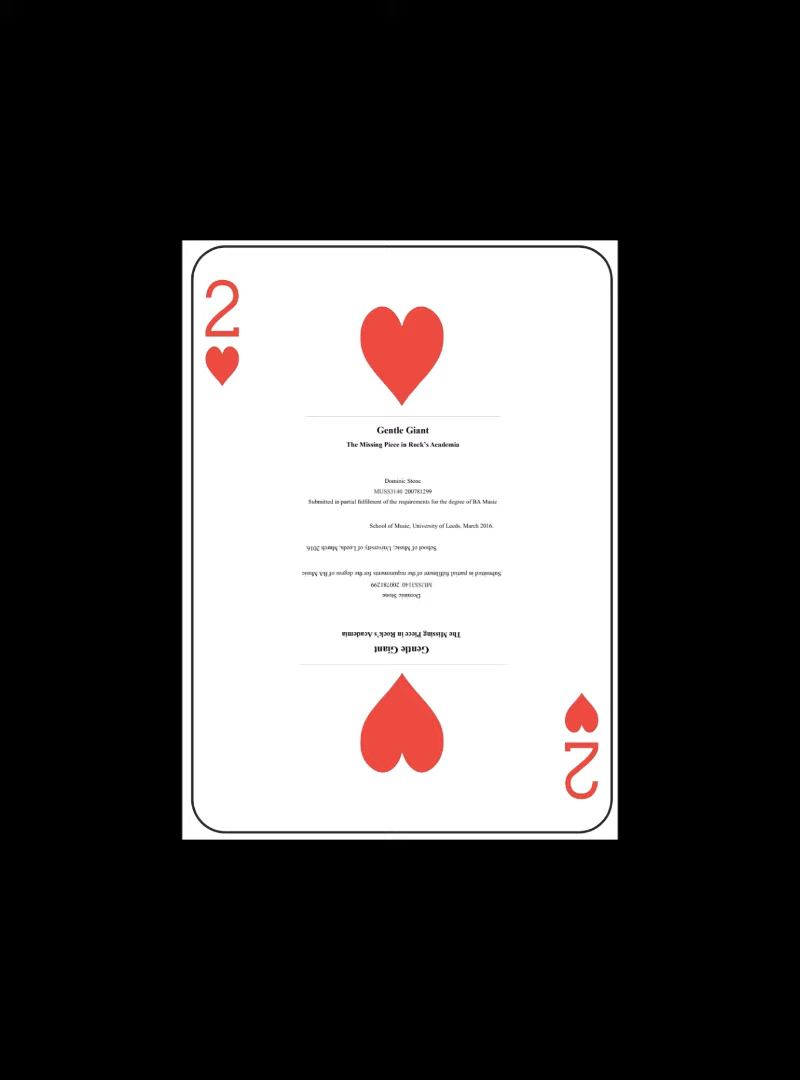 2
Gentle Giant
The Missing Piece in Rock's Academia
Dominic Stone
MUSS3140 200781299
Submitted in partial fulfilment of the requirements for the degree of BA Music
School of Music, University of Leeds, March 2016.
School of Music, University of Leeds, March 2016.
Submitted in partial fulfilment of the requirements for the degree of BA Music
MUSS3140 200781299
Dominic Stone
The Missing Piece in Rock's Academia
Gentle Giant
2